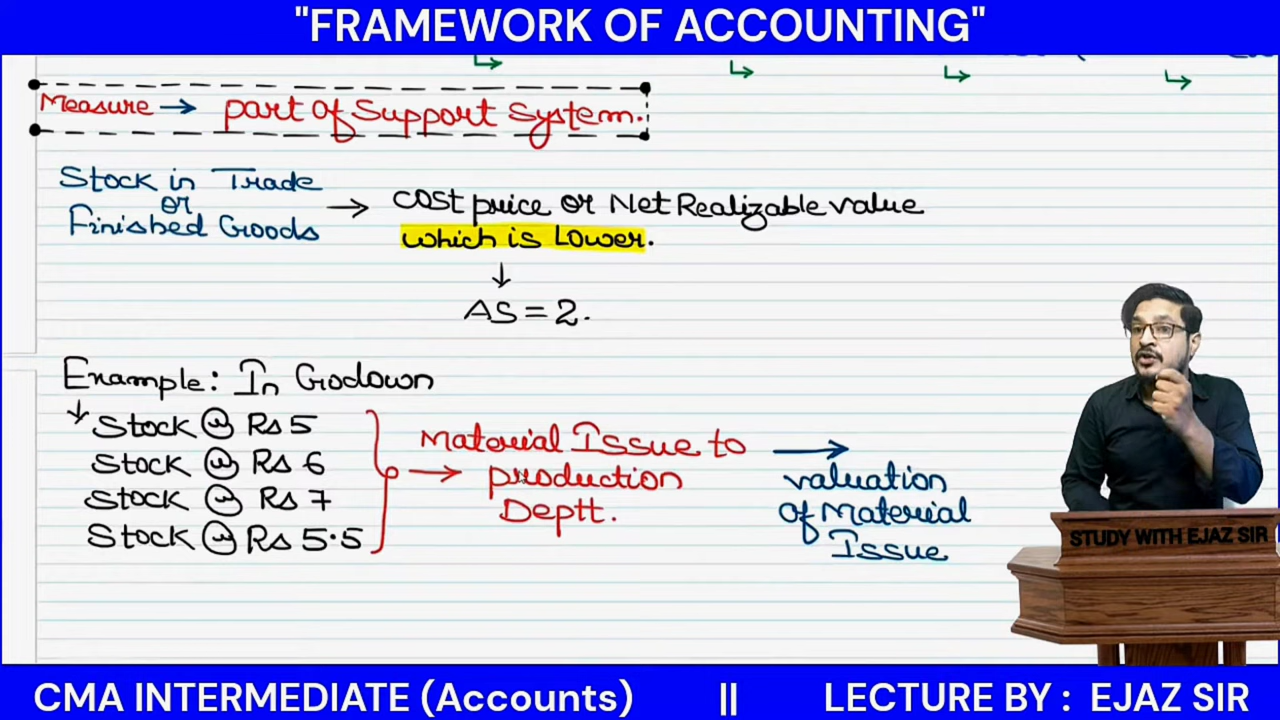 "FRAMEWORK OF ACCOUNTING"
Measure → part of Support System.
Stock in Trade
or
Finished Goods
→ cost price or Net Realizable value
which is Lower.
↓
AS = 2.
Example: In Godown
↓ Stock @ Rs 5
Stock @ Rs 6
Stock @ Rs 7
Stock @ Rs 5.5
→ Material Issue to
production
Deptt.
→ valuation
of Material
Issue
STUDY WITH EJAZ SIR
CMA INTERMEDIATE (Accounts) || LECTURE BY : EJAZ SIR